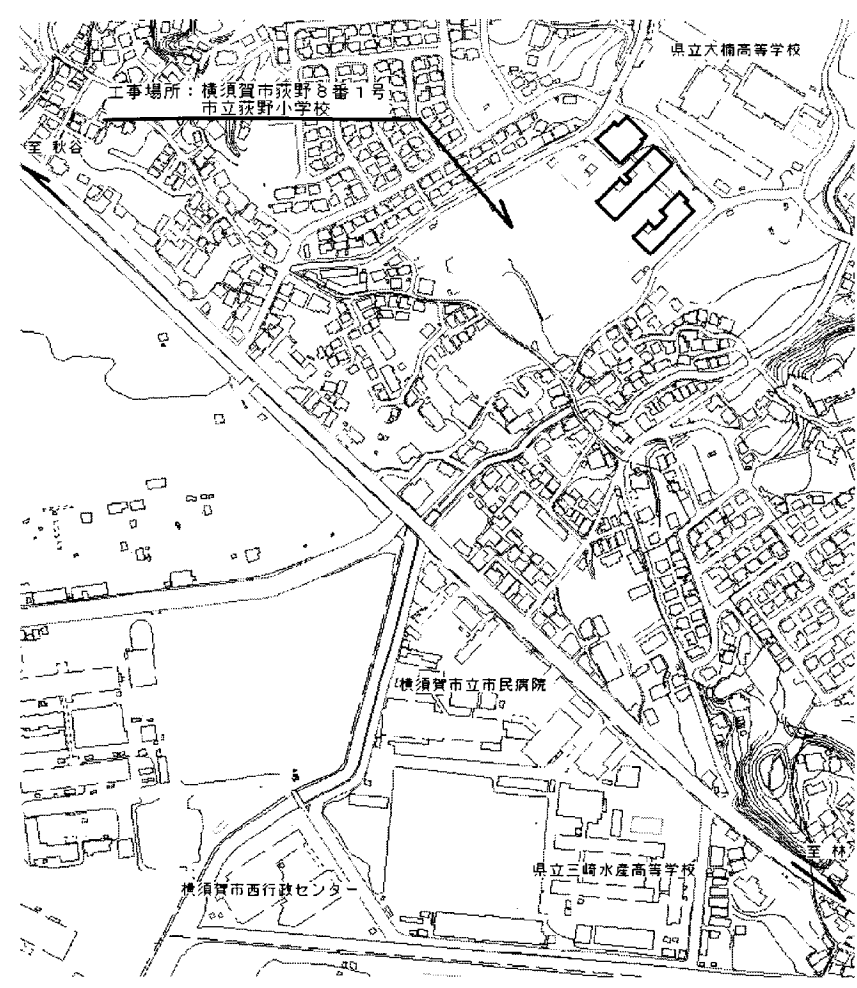 県立大楠高等学校
工事場所：横須賀市荻野８番１号
市立荻野小学校
至 秋谷
横須賀市立市民病院
至 林
県立三崎水産高等学校
横須賀市西行政センター